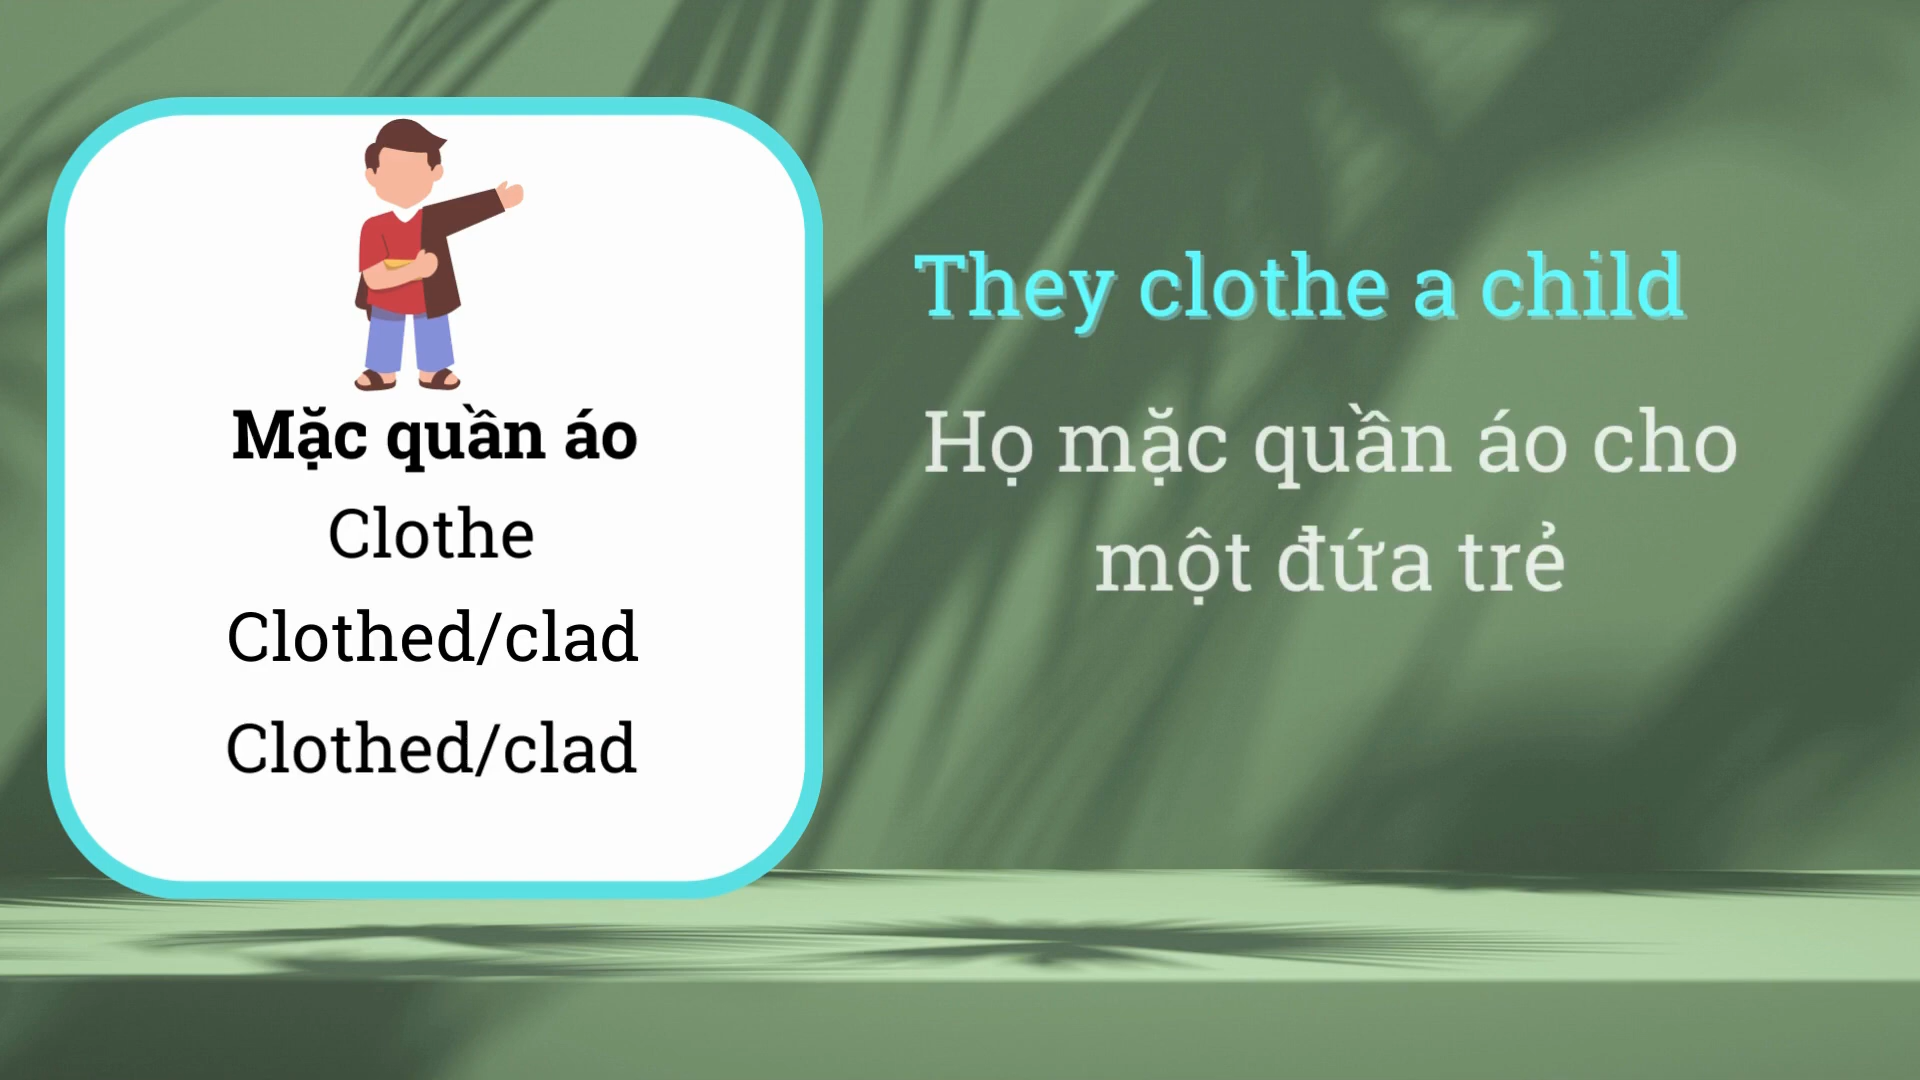 Mặc quần áo
Clothe
Clothed/clad
Clothed/clad
They clothe a child
Họ mặc quần áo cho
một đứa trẻ